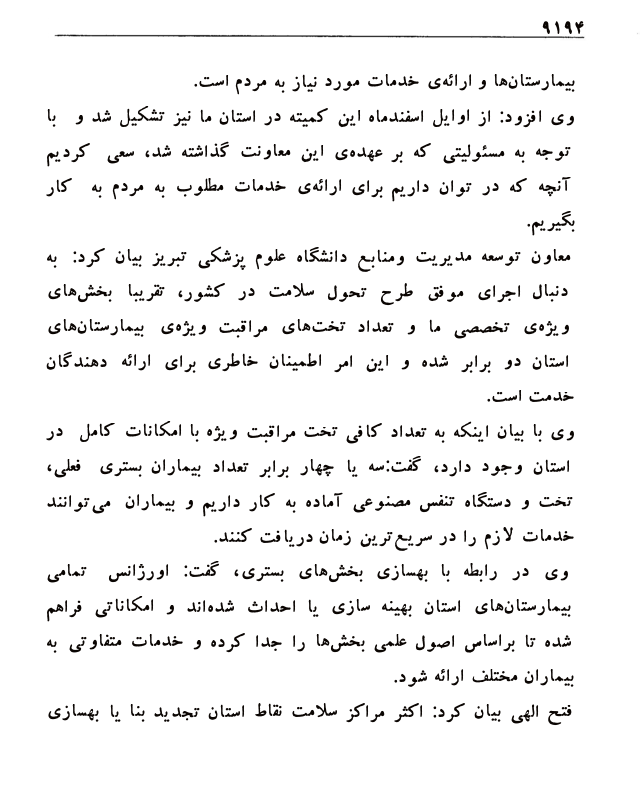 ۹۱۹۴
بیمارستان‌ها و ارائه‌ی خدمات مورد نیاز به مردم است.
وی افزود: از اوایل اسفندماه این کمیته در استان ما نیز تشکیل شد و با
توجه به مسئولیتی که بر عهده‌ی این معاونت گذاشته شد، سعی کردیم
آنچه که در توان داریم برای ارائه‌ی خدمات مطلوب به مردم به کار
بگیریم.
معاون توسعه مدیریت ومنابع دانشگاه علوم پزشکی تبریز بیان کرد: به
دنبال اجرای موفق طرح تحول سلامت در کشور، تقریبا بخش‌های
ویژه‌ی تخصصی ما و تعداد تخت‌های مراقبت ویژه‌ی بیمارستان‌های
استان دو برابر شده و این امر اطمینان خاطری برای ارائه دهندگان
خدمت است.
وی با بیان اینکه به تعداد کافی تخت مراقبت ویژه با امکانات کامل در
استان وجود دارد، گفت:سه یا چهار برابر تعداد بیماران بستری فعلی،
تخت و دستگاه تنفس مصنوعی آماده به کار داریم و بیماران می‌توانند
خدمات لازم را در سریع‌ترین زمان دریافت کنند.
وی در رابطه با بهسازی بخش‌های بستری، گفت: اورژانس تمامی
بیمارستان‌های استان بهینه سازی یا احداث شده‌اند و امکاناتی فراهم
شده تا براساس اصول علمی بخش‌ها را جدا کرده و خدمات متفاوتی به
بیماران مختلف ارائه شود.
فتح الهی بیان کرد: اکثر مراکز سلامت نقاط استان تجدید بنا یا بهسازی